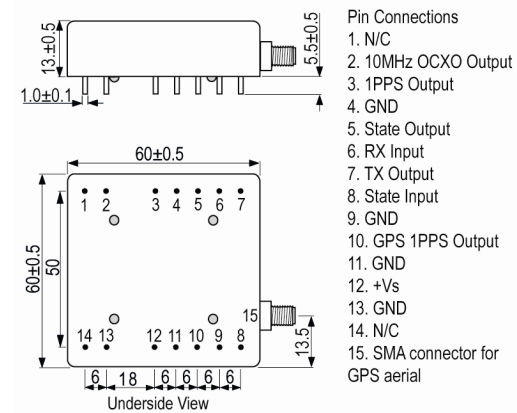 13.±0.5
5.5±0.5
1.0±0.1
60±0.5
1 2 3 4 5 6 7
60±0.5
50
15
14 13 12 11 10 9 8
13.5
6 18 6 6 6 6
Underside View
Pin Connections
1. N/C
2. 10MHz OCXO Output
3. 1PPS Output
4. GND
5. State Output
6. RX Input
7. TX Output
8. State Input
9. GND
10. GPS 1PPS Output
11. GND
12. +Vs
13. GND
14. N/C
15. SMA connector for
GPS aerial